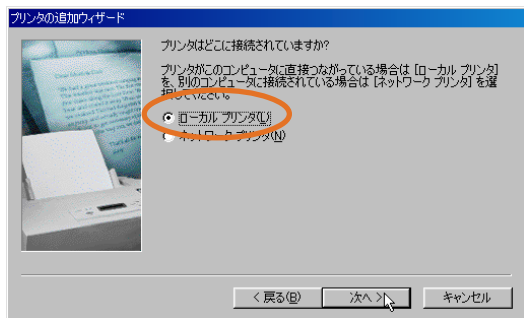 プリンタの追加ウィザード
プリンタはどこに接続されていますか?
プリンタがこのコンピュータに直接つながっている場合は [ローカル プリンタ]
を、別のコンピュータに接続されている場合は [ネットワーク プリンタ] を選
択してください。
ローカル プリンタ(L)
ネットワーク プリンタ(N)
< 戻る(B)
次へ >
キャンセル